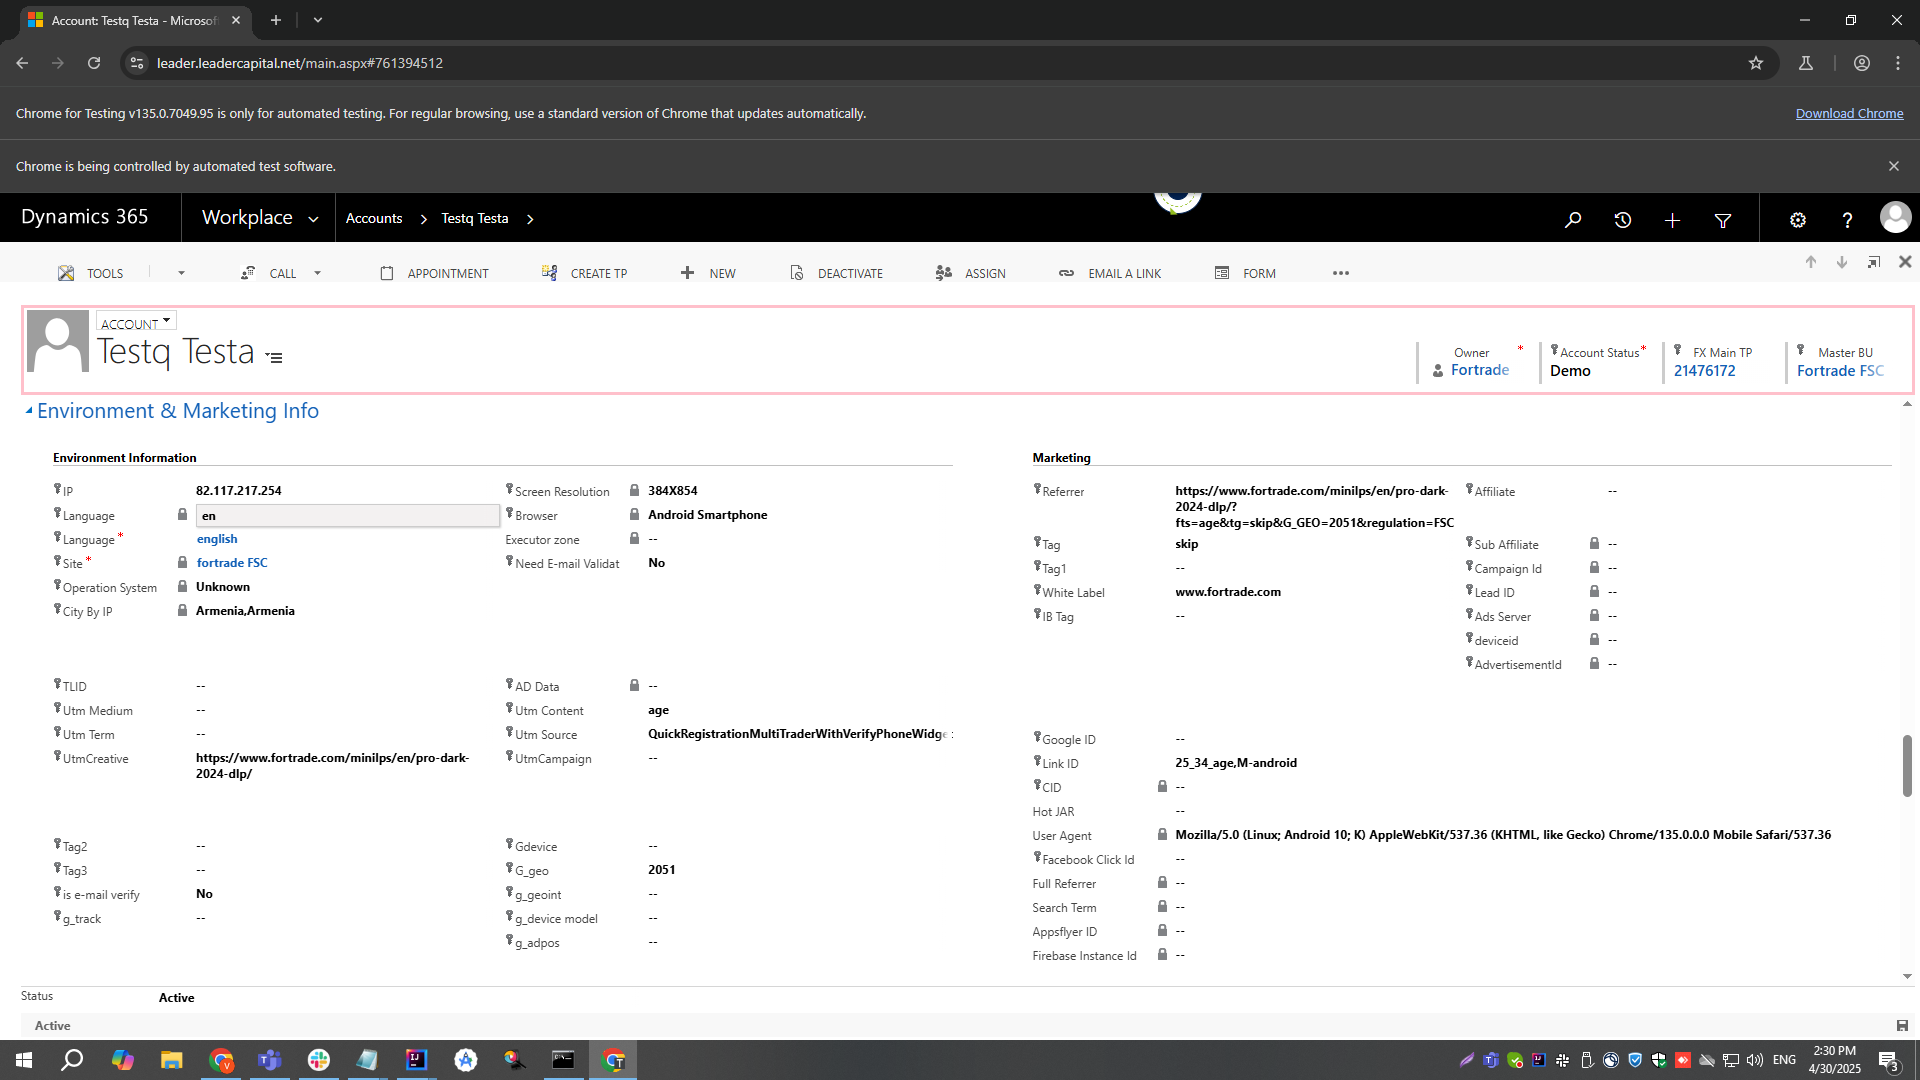 Account: Testq Testa - Microsof
leader.leadercapital.net/main.aspx#761394512
Chrome for Testing v135.0.7049.95 is only for automated testing. For regular browsing, use a standard version of Chrome that updates automatically.
Download Chrome
Chrome is being controlled by automated test software.
Dynamics 365
Workplace
Accounts
Testq Testa
TOOLS
CALL
APPOINTMENT
CREATE TP
NEW
DEACTIVATE
ASSIGN
EMAIL A LINK
FORM
ACCOUNT
Testq Testa
Owner *
Fortrade
Account Status*
Demo
FX Main TP
21476172
Master BU
Fortrade FSC
Environment & Marketing Info
Environment Information
IP 82.117.217.254
Language en
Language * english
Site * fortrade FSC
Operation System Unknown
City By IP Armenia,Armenia
Screen Resolution 384X854
Browser Android Smartphone
Executor zone --
Need E-mail Validat No
TLID --
Utm Medium --
Utm Term --
UtmCreative https://www.fortrade.com/minilps/en/pro-dark-
2024-dlp/
AD Data --
Utm Content age
Utm Source QuickRegistrationMultiTraderWithVerifyPhoneWidge
UtmCampaign --
Tag2 --
Tag3 --
is e-mail verify No
g_track --
Gdevice --
G_geo 2051
g_geoint --
g_device model --
g_adpos --
Marketing
Referrer https://www.fortrade.com/minilps/en/pro-dark-
2024-dlp/?
fts=age&tg=skip&G_GEO=2051&regulation=FSC
Tag skip
Tag1 --
White Label www.fortrade.com
IB Tag --
Affiliate --
Sub Affiliate --
Campaign Id --
Lead ID --
Ads Server --
deviceid --
AdvertisementId --
Google ID --
Link ID 25_34_age,M-android
CID --
Hot JAR --
User Agent Mozilla/5.0 (Linux; Android 10; K) AppleWebKit/537.36 (KHTML, like Gecko) Chrome/135.0.0.0 Mobile Safari/537.36
Facebook Click Id --
Full Referrer --
Search Term --
Appsflyer ID --
Firebase Instance Id --
Status Active
Active
ENG
2:30 PM
4/30/2025
3